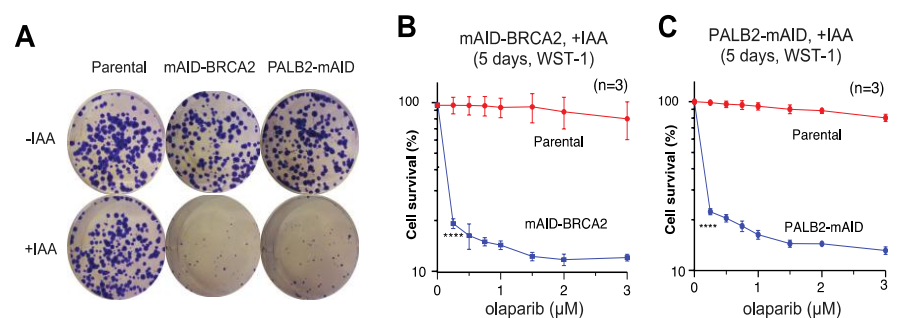 A
Parental
mAID-BRCA2
PALB2-mAID
-IAA
+IAA
B
mAID-BRCA2, +IAA
(5 days, WST-1)
(n=3)
100
10
Cell survival (%)
Parental
mAID-BRCA2
****
0
1
2
3
olaparib (μM)
C
PALB2-mAID, +IAA
(5 days, WST-1)
(n=3)
100
10
Cell survival (%)
Parental
PALB2-mAID
****
0
1
2
3
olaparib (μM)